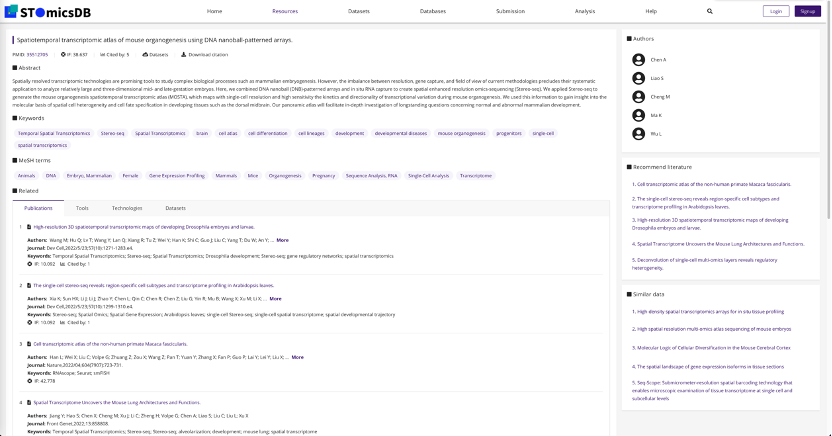 STomicsDB
Home
Resources
Datasets
Databases
Submission
Analysis
Help
Login
Signup
Spatiotemporal transcriptomic atlas of mouse organogenesis using DNA nanoball-patterned arrays.
PMID: 35512705
IF: 38.637
Cited by: 5
Datasets
Download citation
Abstract
Spatially resolved transcriptomic technologies are promising tools to study complex biological processes such as mammalian embryogenesis. However, the imbalance between resolution, gene capture, and field of view of current methodologies precludes their systematic
application to analyze relatively large and three-dimensional mid- and late-gestation embryos. Here, we combined DNA nanoball (DNB)-patterned arrays and in situ RNA capture to create spatial enhanced resolution omics-sequencing (Stereo-seq). We applied Stereo-seq to
generate the mouse organogenesis spatiotemporal transcriptomic atlas (MOSTA), which maps with single-cell resolution and high sensitivity the kinetics and directionality of transcriptional variation during mouse organogenesis. We used this information to gain insight into the
molecular basis of spatial cell heterogeneity and cell fate specification in developing tissues such as the dorsal midbrain. Our panoramic atlas will facilitate in-depth investigation of longstanding questions concerning normal and abnormal mammalian development.
Keywords
Temporal Spatial Transcriptomics
Stereo-seq
Spatial Transcriptomics
brain
cell atlas
cell differentiation
cell lineages
development
developmental diseases
mouse organogenesis
progenitors
single-cell
spatial transcriptomics
MeSH terms
Animals
DNA
Embryo, Mammalian
Female
Gene Expression Profiling
Mammals
Mice
Organogenesis
Pregnancy
Sequence Analysis, RNA
Single-Cell Analysis
Transcriptome
Related
Publications
Tools
Technologies
Datasets
1 High-resolution 3D spatiotemporal transcriptomic maps of developing Drosophila embryos and larvae.
Authors: Wang M; Hu Q; Lv T; Wang Y; Lan Q; Xiang R; Tu Z; Wei Y; Han K; Shi C; Guo J; Liu C; Yang T; Du W; An Y; ... More
Journal: Dev Cell,2022/5/23;57(10):1271-1283.e4.
Keywords: Temporal Spatial Transcriptomics; Stereo-seq; Spatial Transcriptomics; Drosophila development; Stereo-seq; gene regulatory networks; spatial transcriptomics
IF: 10.092 Cited by: 1
2 The single-cell stereo-seq reveals region-specific cell subtypes and transcriptome profiling in Arabidopsis leaves.
Authors: Xia K; Sun HX; Li J; Li J; Zhao Y; Chen L; Qin C; Chen R; Chen Z; Liu G; Yin R; Mu B; Wang X; Xu M; Li X; ... More
Journal: Dev Cell,2022/5/23;57(10):1299-1310.e4.
Keywords: Stereo-seq; Spatial Omics; Spatial Gene Expression; Arabidopsis leaves; single-cell Stereo-seq; single-cell spatial transcriptome; spatial developmental trajectory
IF: 10.092 Cited by: 1
3 Cell transcriptomic atlas of the non-human primate Macaca fascicularis.
Authors: Han L; Wei X; Liu C; Volpe G; Zhuang Z; Zou X; Wang Z; Pan T; Yuan Y; Zhang X; Fan P; Guo P; Lai Y; Lei Y; Liu X; ... More
Journal: Nature,2022/04;604(7907):723-731.
Keywords: RNAscope; Seurat; smFISH
IF: 42.778
4 Spatial Transcriptome Uncovers the Mouse Lung Architectures and Functions.
Authors: Jiang Y; Hao S; Chen X; Cheng M; Xu J; Li C; Zheng H; Volpe G; Chen A; Liao S; Liu C; Liu L; Xu X
Journal: Front Genet,2022;13:858808.
Keywords: Temporal Spatial Transcriptomics; Stereo-seq; Stereo-seq, alveolarization; development; mouse lung; spatial transcriptome
Authors
Chen A
Liao S
Cheng M
Ma K
Wu L
Recommend literature
1. Cell transcriptomic atlas of the non-human primate Macaca fascicularis.
2. The single-cell stereo-seq reveals region-specific cell subtypes and
transcriptome profiling in Arabidopsis leaves.
3. High-resolution 3D spatiotemporal transcriptomic maps of developing
Drosophila embryos and larvae.
4. Spatial Transcriptome Uncovers the Mouse Lung Architectures and Functions.
5. Deconvolution of single-cell multi-omics layers reveals regulatory
heterogeneity.
Similar data
1. High-density spatial transcriptomics arrays for in situ tissue profiling
2. High-spatial-resolution multi-omics atlas sequencing of mouse embryos
3. Molecular Logic of Cellular Diversification in the Mouse Cerebral Cortex
4. The spatial landscape of gene expression isoforms in tissue sections
5. Seq-Scope: Submicrometer-resolution spatial barcoding technology that
enables microscopic examination of tissue transcriptome at single cell and
subcellular levels